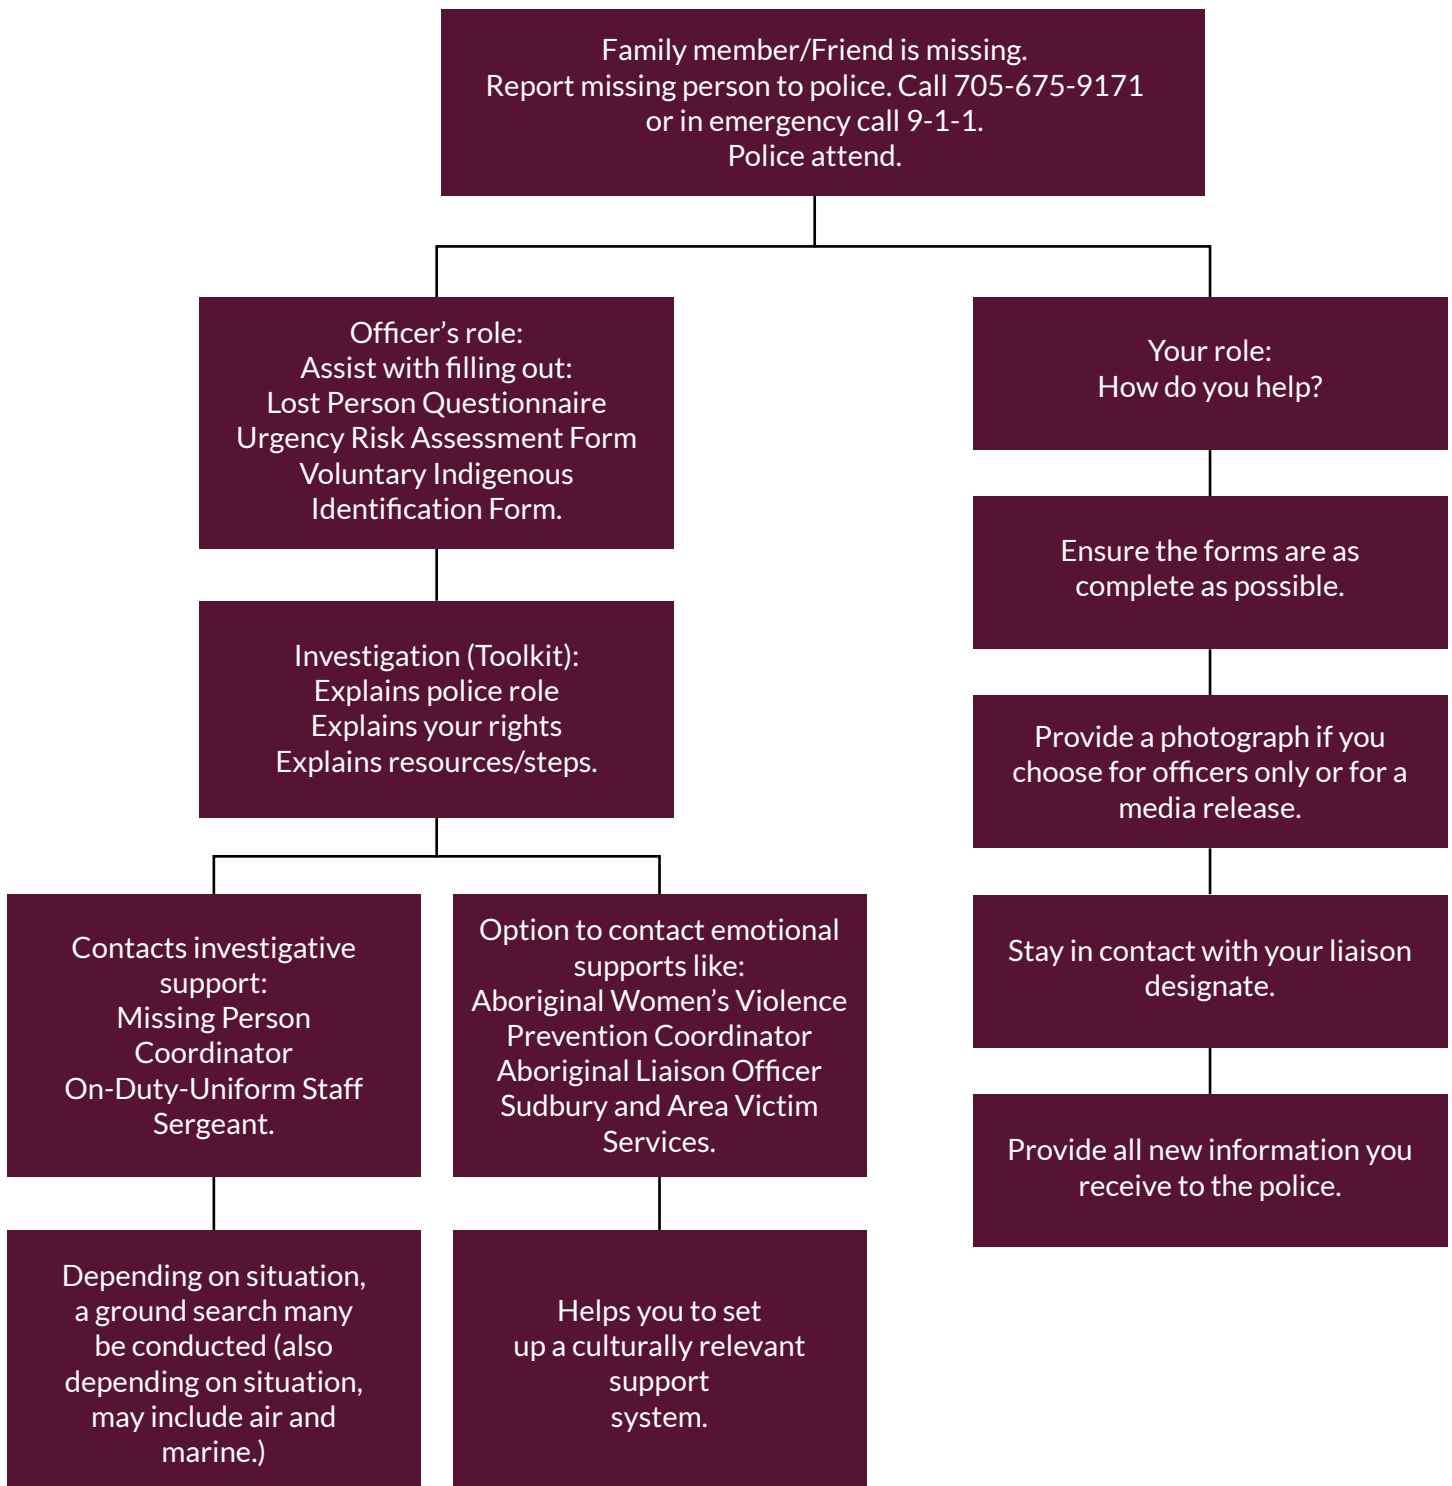 Family member/Friend is missing.
Report missing person to police. Call 705-675-9171
or in emergency call 9-1-1.
Police attend.
Officer’s role:
Assist with filling out:
Lost Person Questionnaire
Urgency Risk Assessment Form
Voluntary Indigenous
Identification Form.
Investigation (Toolkit):
Explains police role
Explains your rights
Explains resources/steps.
Contacts investigative
support:
Missing Person
Coordinator
On-Duty-Uniform Staff
Sergeant.
Depending on situation,
a ground search many
be conducted (also
depending on situation,
may include air and
marine.)
Option to contact emotional
supports like:
Aboriginal Women’s Violence
Prevention Coordinator
Aboriginal Liaison Officer
Sudbury and Area Victim
Services.
Helps you to set
up a culturally relevant
support
system.
Your role:
How do you help?
Ensure the forms are as
complete as possible.
Provide a photograph if you
choose for officers only or for a
media release.
Stay in contact with your liaison
designate.
Provide all new information you
receive to the police.